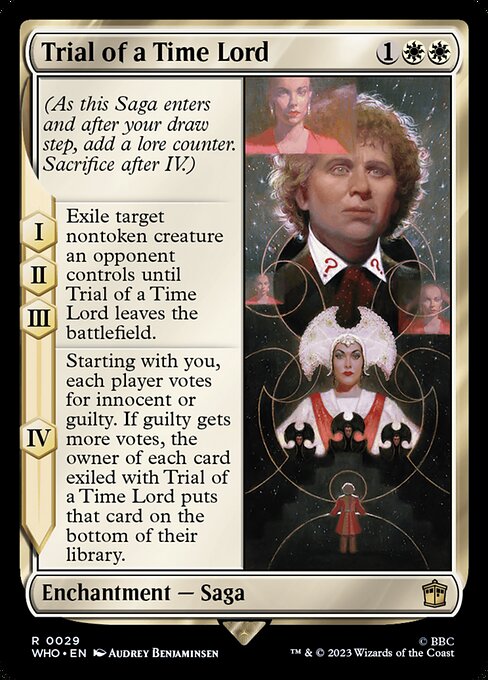 Trial of a Time Lord 1
(As this Saga enters
and after your draw
step, add a lore counter.
Sacrifice after IV.)
I
II
III
Exile target
nontoken creature
an opponent
controls until
Trial of a Time
Lord leaves the
battlefield.
IV
Starting with you,
each player votes
for innocent or
guilty. If guilty gets
more votes, the
owner of each card
exiled with Trial of
a Time Lord puts
that card on the
bottom of their
library.
? ?
Enchantment — Saga
R 0029
WHO • EN Audrey Benjaminsen
© BBC
™ & © 2023 Wizards of the Coast